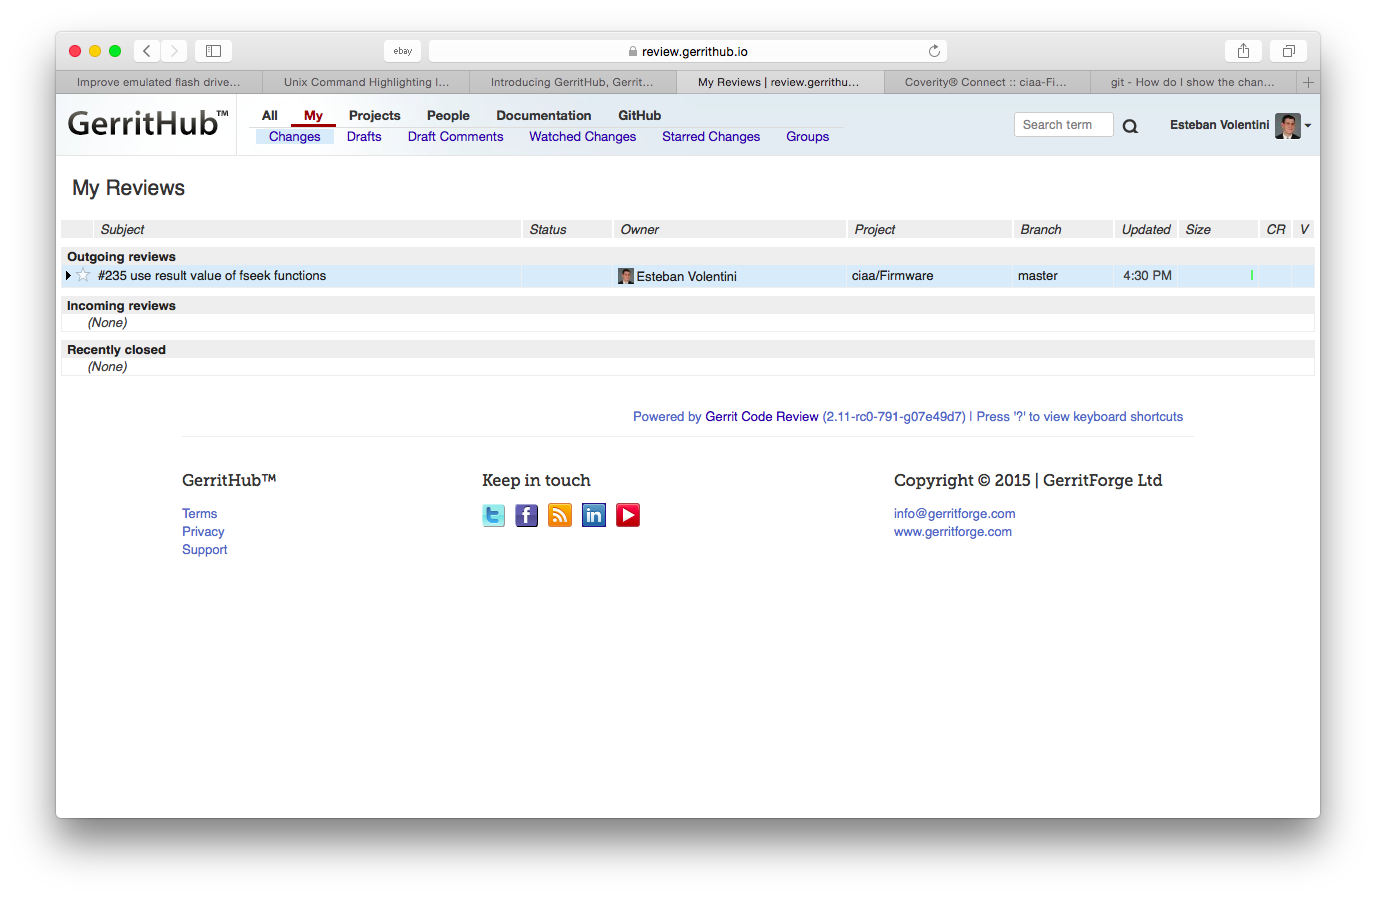 ebay review.gerrithub.io
Improve emulated flash drive... Unix Command Highlighting I... Introducing GerritHub, Gerrit... My Reviews | review.gerrithu... Coverity® Connect :: ciaa-Fi... git - How do I show the chan...
GerritHub™
All My Projects People Documentation GitHub
Changes Drafts Draft Comments Watched Changes Starred Changes Groups
Search term
Esteban Volentini
My Reviews
Subject Status Owner Project Branch Updated Size CR V
Outgoing reviews
#235 use result value of fseek functions Esteban Volentini ciaa/Firmware master 4:30 PM
Incoming reviews
(None)
Recently closed
(None)
Powered by Gerrit Code Review (2.11-rc0-791-g07e49d7) | Press '?' to view keyboard shortcuts
GerritHub™ Keep in touch Copyright © 2015 | GerritForge Ltd
Terms info@gerritforge.com
Privacy www.gerritforge.com
Support